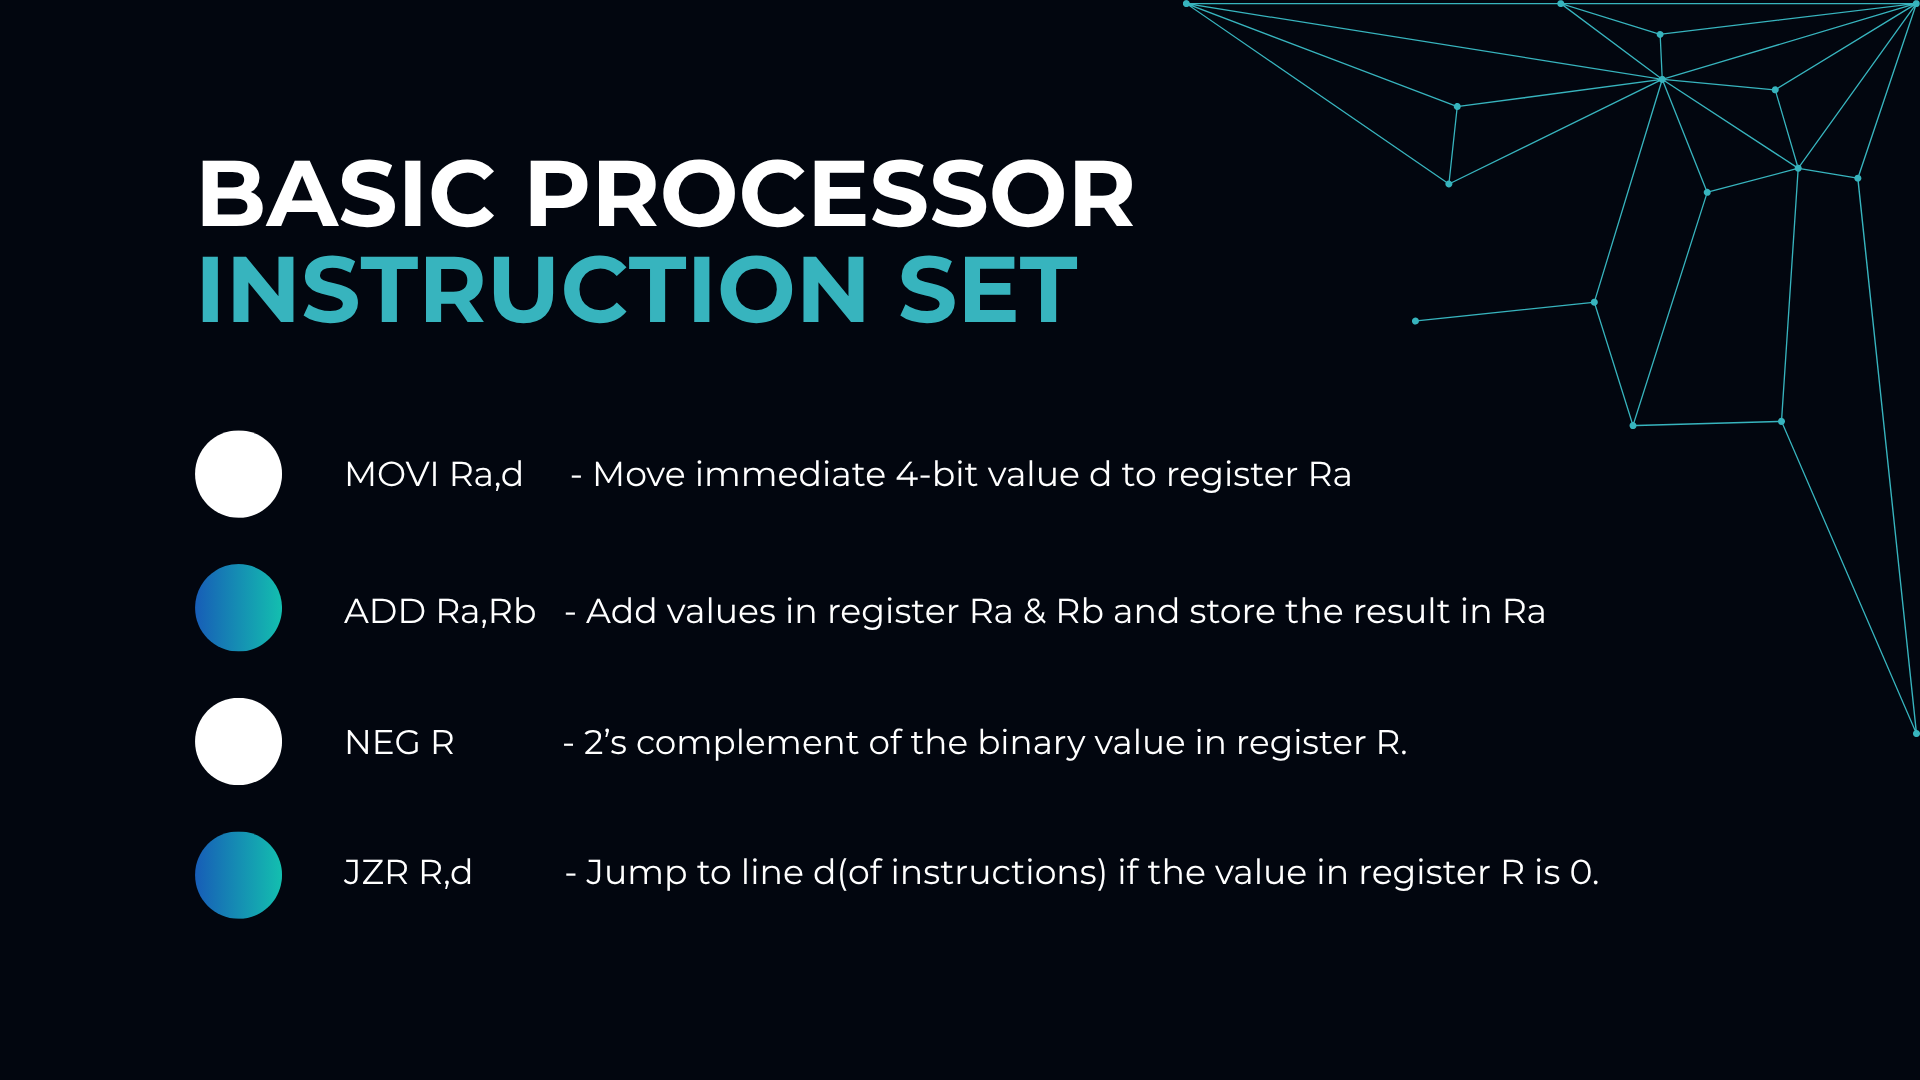 BASIC PROCESSOR
INSTRUCTION SET
MOVI Ra,d - Move immediate 4-bit value d to register Ra
ADD Ra,Rb - Add values in register Ra & Rb and store the result in Ra
NEG R - 2’s complement of the binary value in register R.
JZR R,d - Jump to line d(of instructions) if the value in register R is 0.